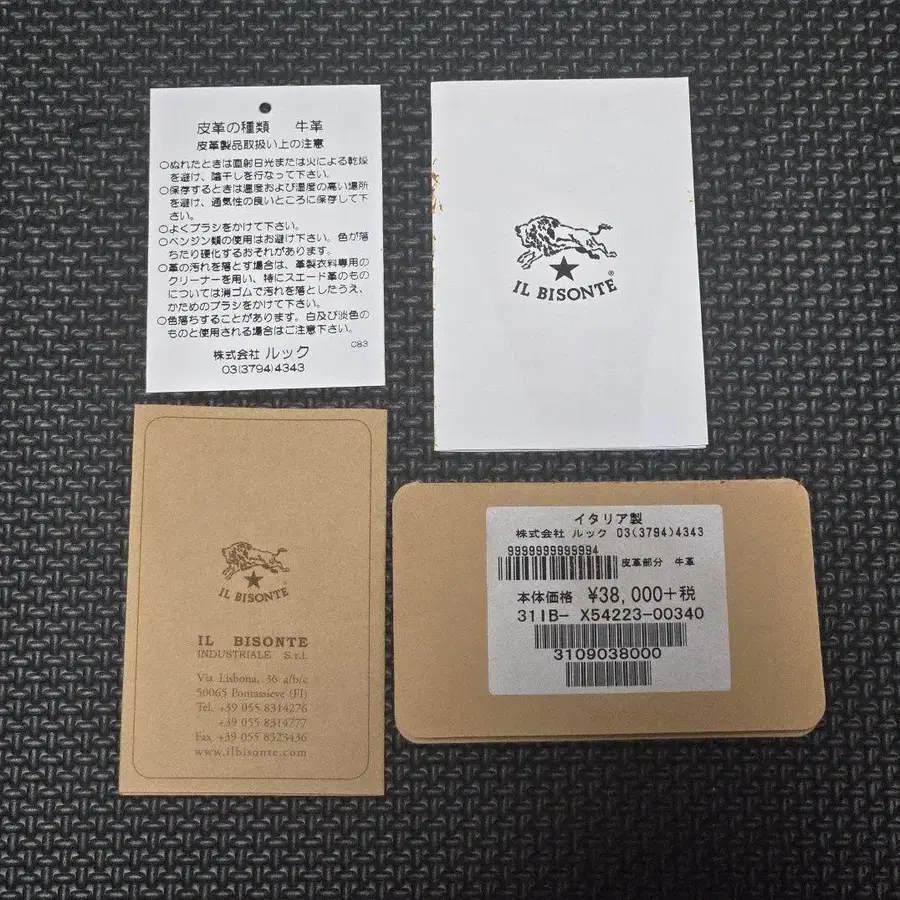 皮革の種類 牛革
皮革製品取扱い上の注意
○ぬれたときは直射日光または火による乾燥
を避け、陰干しを行なって下さい。
○保存するときは温度および湿度の高い場所
を避け、通気性の良いところに保存して下
さい。
○よくブラシをかけて下さい。
○ベンジン類の使用はお避け下さい。色が落
ちたり硬化するおそれがあります。
○革の汚れを落とす場合は、革製衣料専用の
クリーナーを用い、特にスエード革のもの
については消ゴムで汚れを落としたうえ、
かためのブラシをかけて下さい。
○色落ちすることがあります。白及び淡色の
ものと使用される場合はご注意下さい。
C83
株式会社 ルック
03(3794)4343
IL BISONTE®
IL BISONTE®
IL BISONTE
INDUSTRIALE S.r.l.
Via Lisbona, 36 a/b/c
50065 Pontassieve (FI)
Tel. +39 055 8314276
+39 055 8314777
Fax +39 055 8323436
www.ilbisonte.com
イタリア製
株式会社 ルック 03(3794)4343
9999999999994
皮革部分 牛革
本体価格 ¥38,000+税
31IB- X54223-00340
3109038000